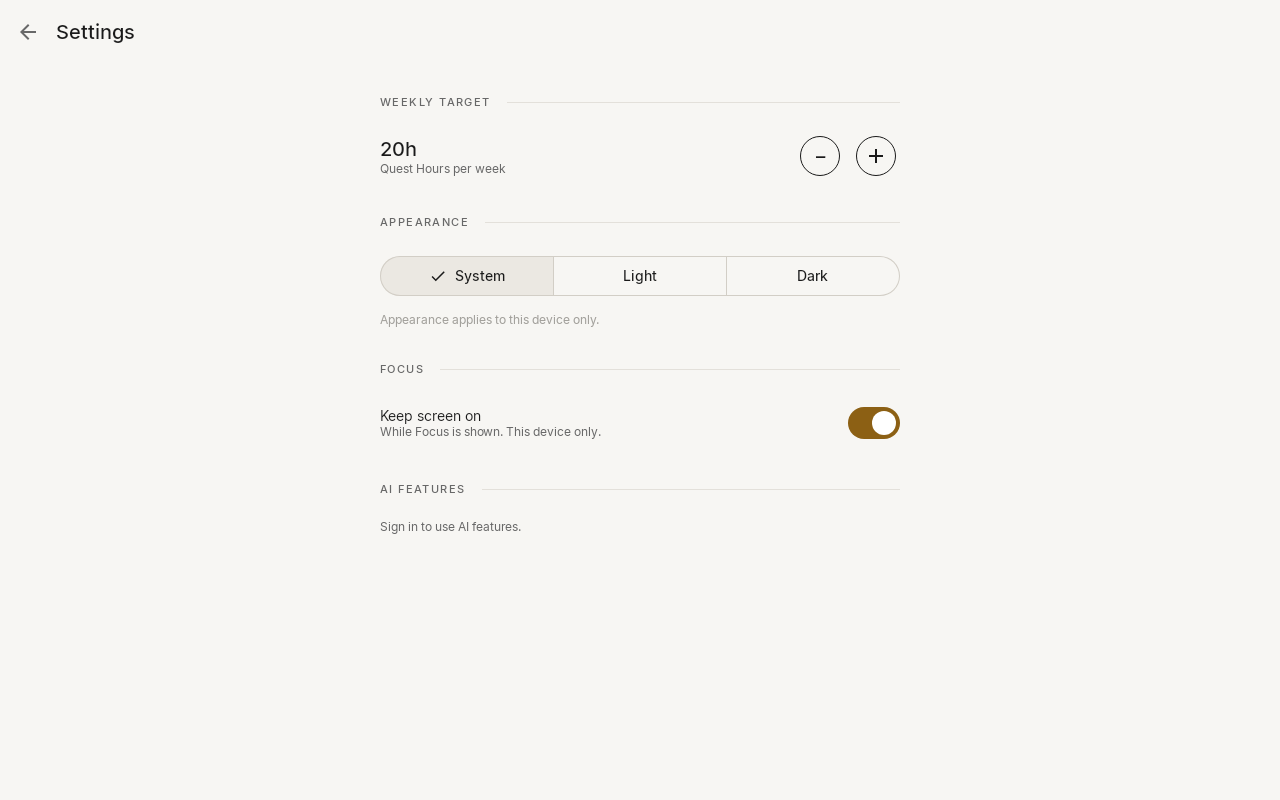 Settings
WEEKLY TARGET
20h
Quest Hours per week
APPEARANCE
System
Light
Dark
Appearance applies to this device only.
FOCUS
Keep screen on
While Focus is shown. This device only.
AI FEATURES
Sign in to use AI features.